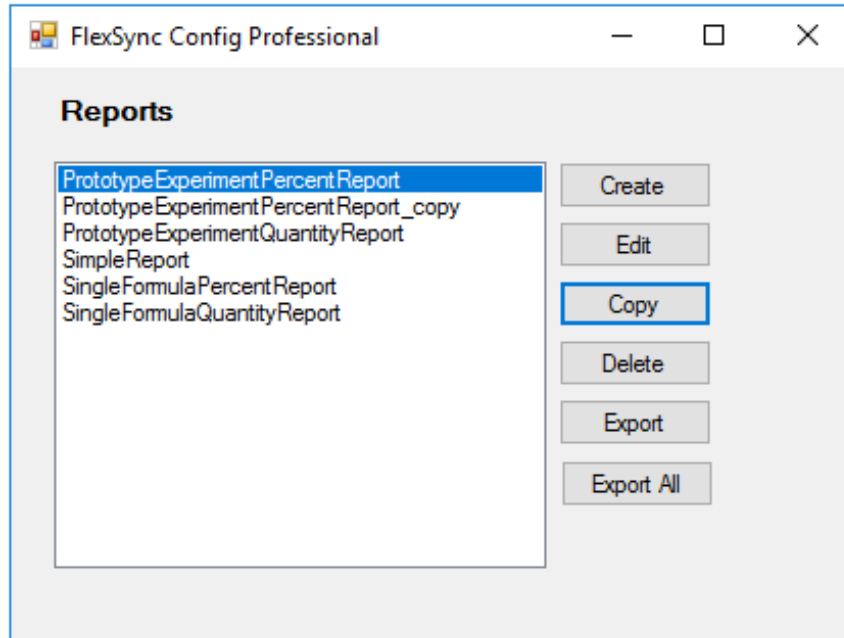 FlexSync Config Professional
Reports
PrototypeExperimentPercentReport
PrototypeExperimentPercentReport_copy
PrototypeExperimentQuantityReport
SimpleReport
SingleFormulaPercentReport
SingleFormulaQuantityReport
Create
Edit
Copy
Delete
Export
Export All